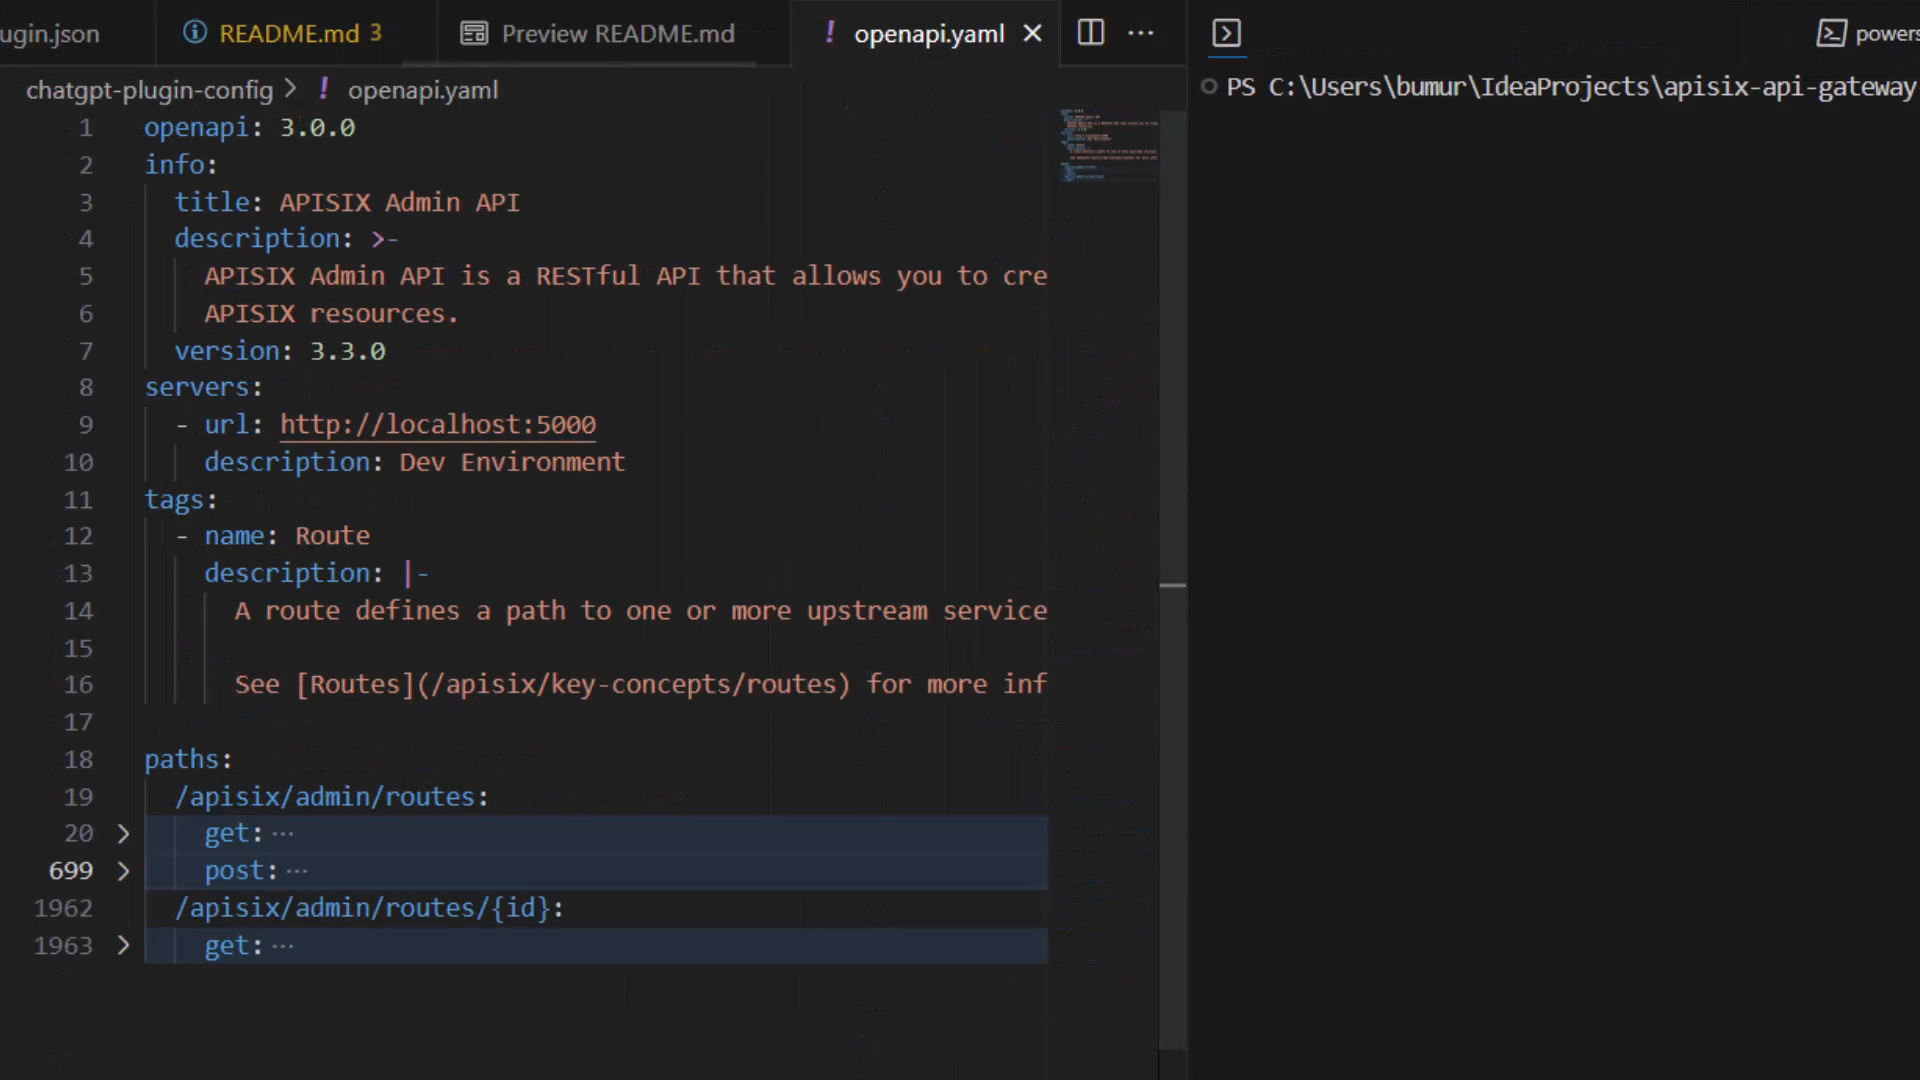 ugin.json
README.md 3
Preview README.md
openapi.yaml
powers
chatgpt-plugin-config > ! openapi.yaml
PS C:\Users\bumur\IdeaProjects\apisix-api-gateway
1 openapi: 3.0.0
2 info:
3 title: APISIX Admin API
4 description: >-
5 APISIX Admin API is a RESTful API that allows you to cre
6 APISIX resources.
7 version: 3.3.0
8 servers:
9 - url: http://localhost:5000
10 description: Dev Environment
11 tags:
12 - name: Route
13 description: |-
14 A route defines a path to one or more upstream service
15
16 See [Routes](/apisix/key-concepts/routes) for more inf
17
18 paths:
19 /apisix/admin/routes:
20 get: ···
699 post: ···
1962 /apisix/admin/routes/{id}:
1963 get: ···